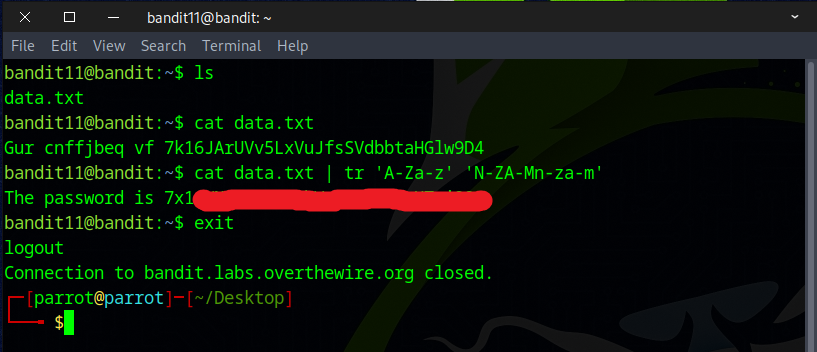 bandit11@bandit: ~
File Edit View Search Terminal Help
bandit11@bandit:~$ ls
data.txt
bandit11@bandit:~$ cat data.txt
Gur cnffjbeq vf 7k16JArUVv5LxVuJfsSVdbbtaHGlw9D4
bandit11@bandit:~$ cat data.txt | tr 'A-Za-z' 'N-ZA-Mn-za-m'
The password is 7x1
bandit11@bandit:~$ exit
logout
Connection to bandit.labs.overthewire.org closed.
┌─[parrot@parrot]─[~/Desktop]
└──╼ $